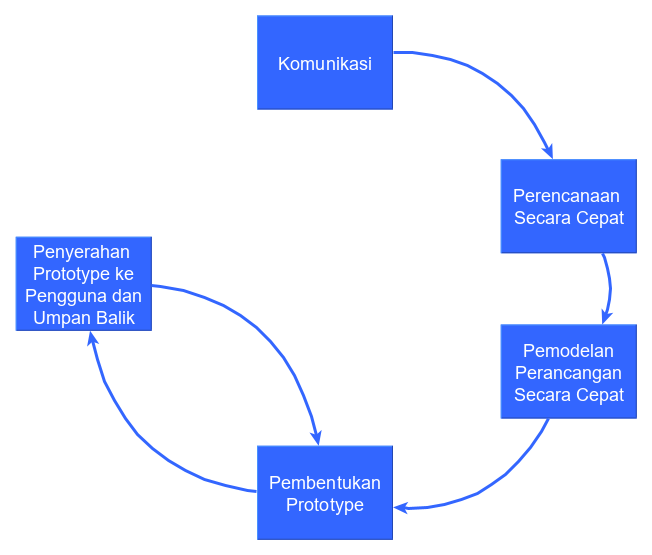 Komunikasi
Perencanaan
Secara Cepat
Pemodelan
Perancangan
Secara Cepat
Pembentukan
Prototype
Penyerahan
Prototype ke
Pengguna dan
Umpan Balik